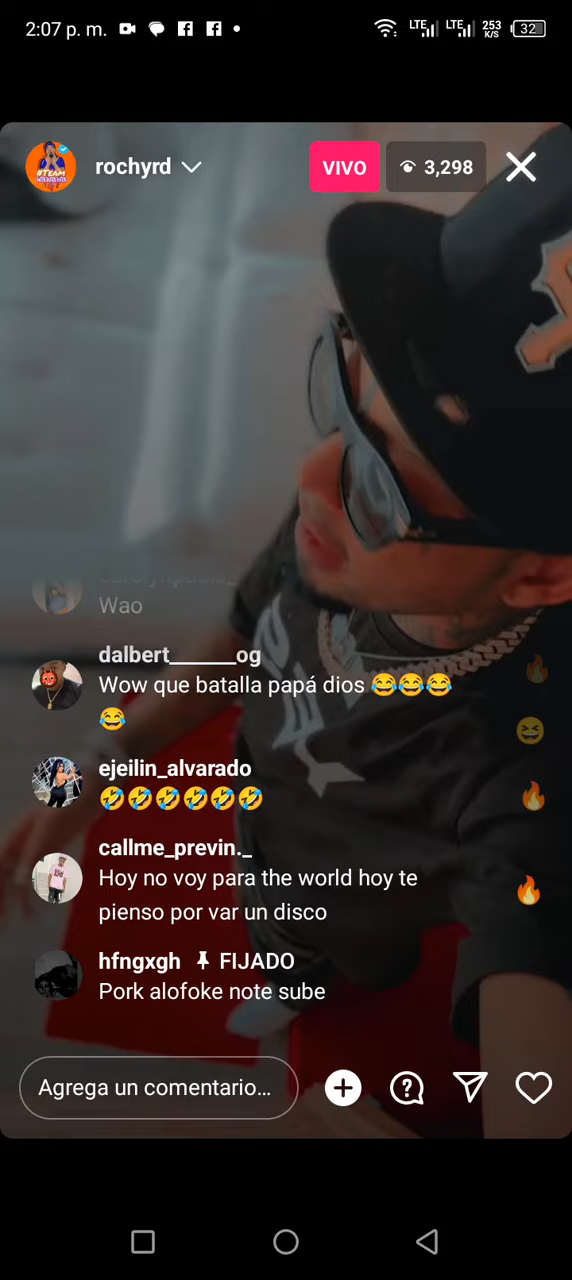 2:07 p. m.
LTE LTE 253 K/S 32
rochyrd
VIVO 3,298
#TEAM
Wao
dalbert______og
Wow que batalla papá dios 😂😂😂
😂
ejeilin_alvarado
🤣🤣🤣🤣🤣🤣
callme_previn._
Hoy no voy para the world hoy te
pienso por var un disco
hfngxgh FIJADO
Pork alofoke note sube
Agrega un comentario...